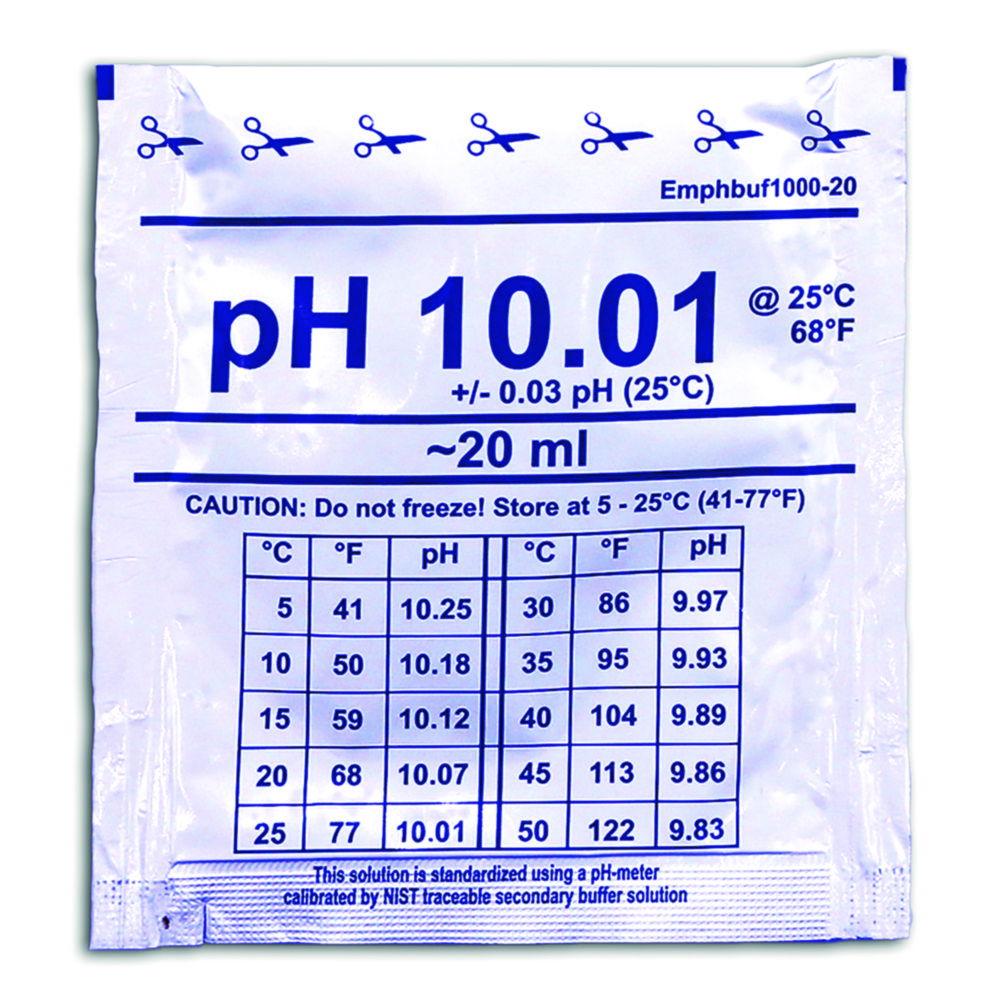 Emphbuf1000-20
pH 10.01 @ 25°C
68°F
+/- 0.03 pH (25°C)
~20 ml
CAUTION: Do not freeze! Store at 5 - 25°C (41-77°F)
°C °F pH °C °F pH
5 41 10.25 30 86 9.97
10 50 10.18 35 95 9.93
15 59 10.12 40 104 9.89
20 68 10.07 45 113 9.86
25 77 10.01 50 122 9.83
This solution is standardized using a pH-meter
calibrated by NIST traceable secondary buffer solution